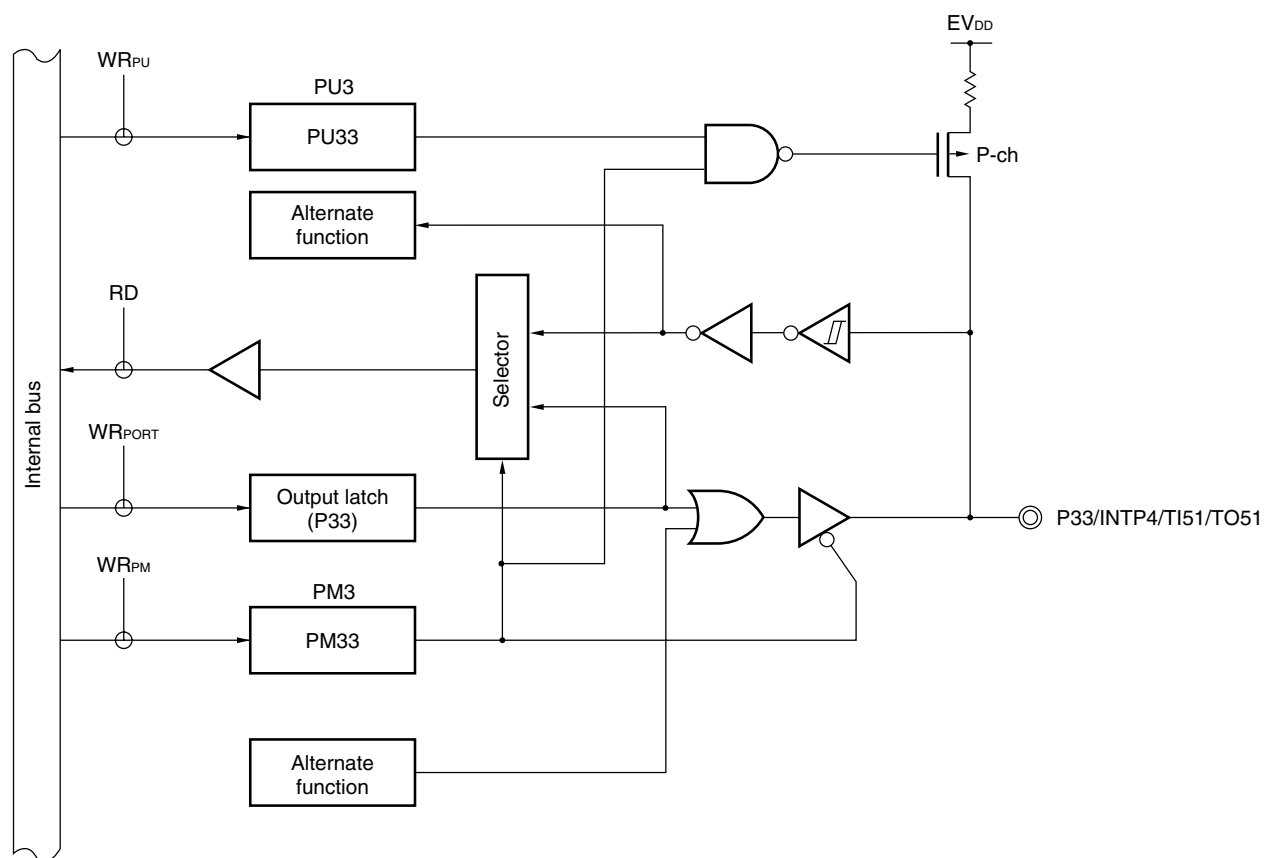 EVDD
WRPU
PU3
PU33
P-ch
Alternate
function
RD
Selector
Internal bus
WRPORT
Output latch
(P33)
P33/INTP4/TI51/TO51
WRPM
PM3
PM33
Alternate
function